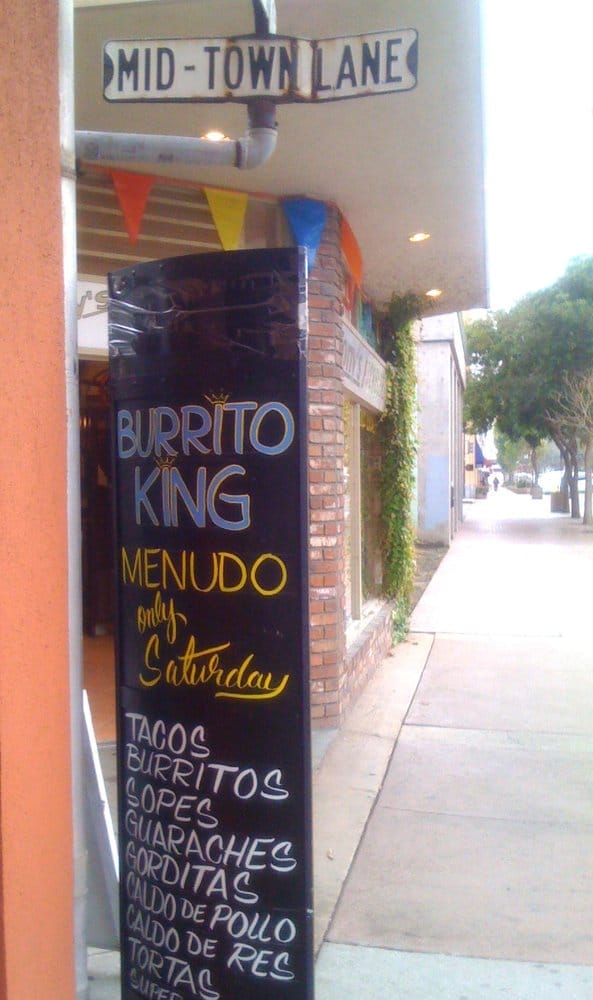 MID-TOWN LANE
BURRITO
KING
MENUDO
only
Saturday
TACOS
BURRITOS
SOPES
GUARACHES
GORDITAS
CALDO DE POLLO
CALDO DE RES
TORTAS
SUPER